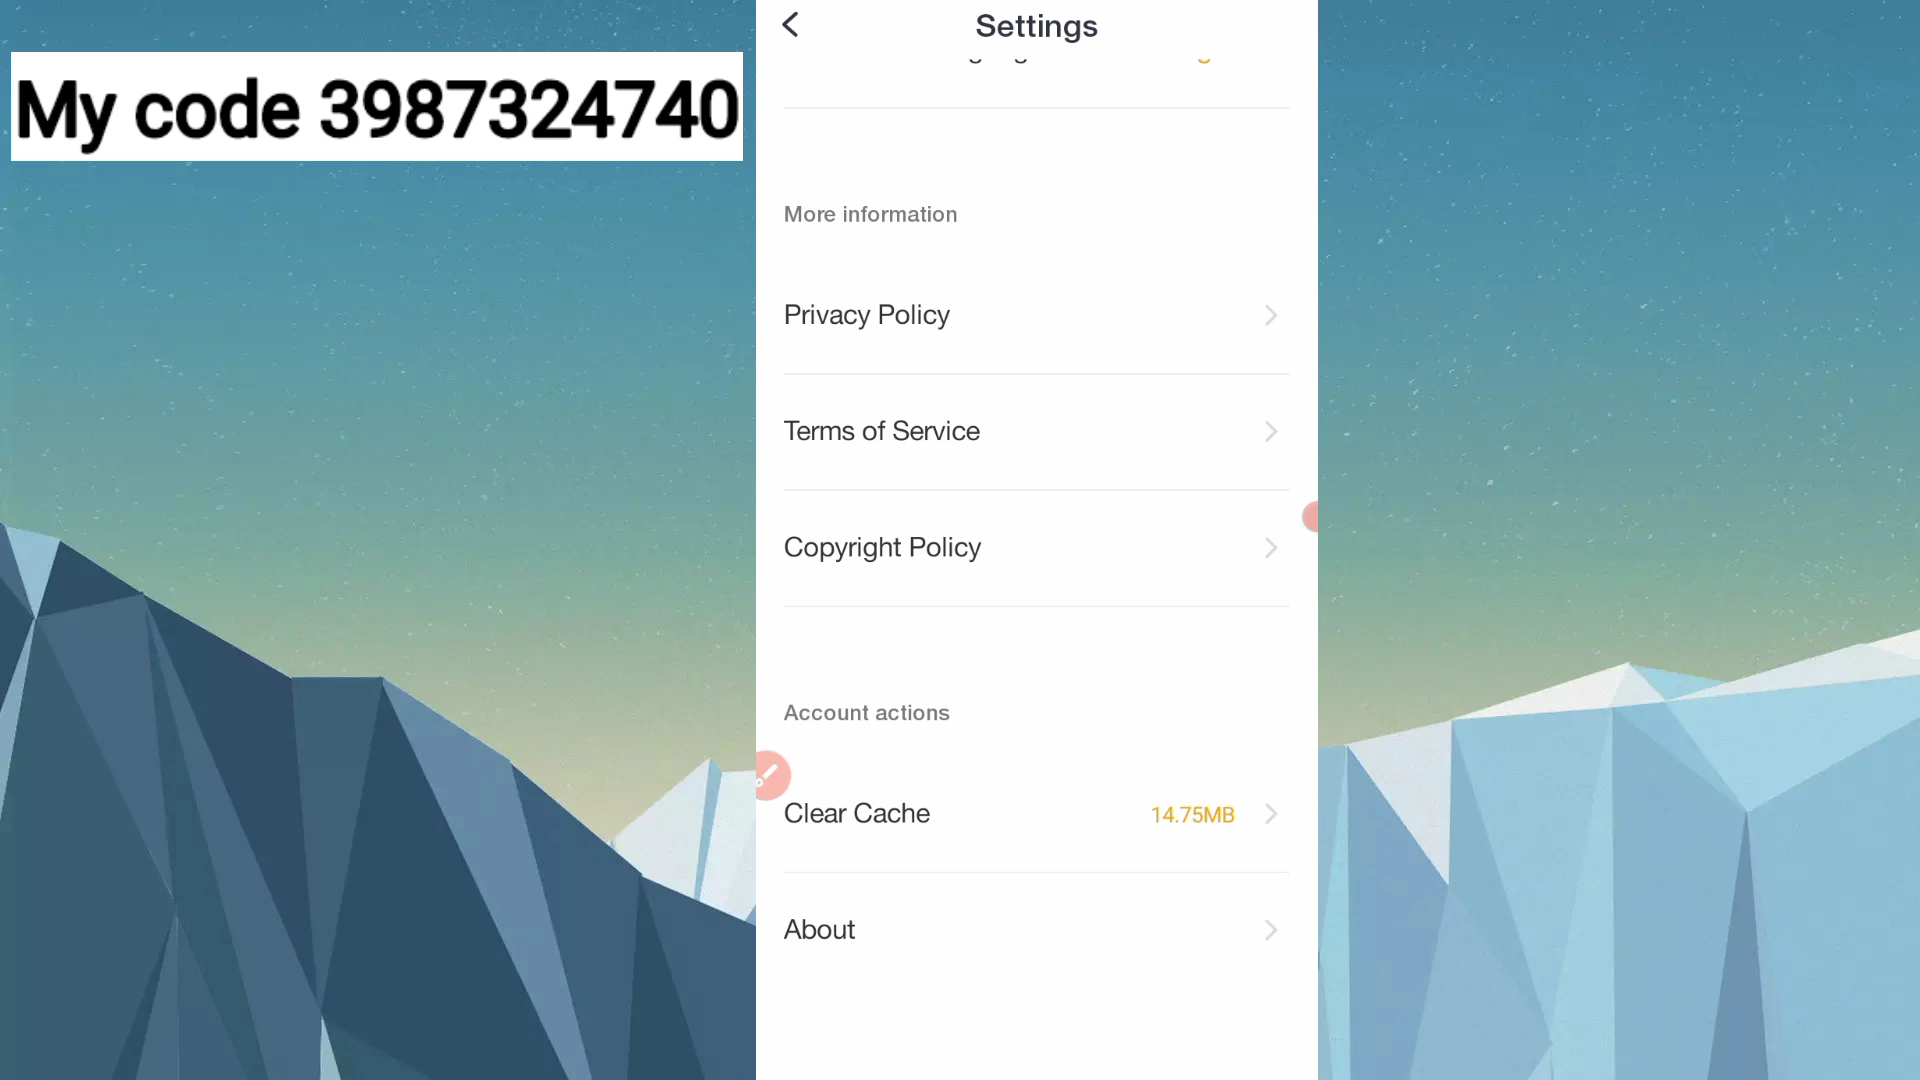 My code 3987324740
Settings
More information
Privacy Policy
Terms of Service
Copyright Policy
Account actions
Clear Cache 14.75MB
About